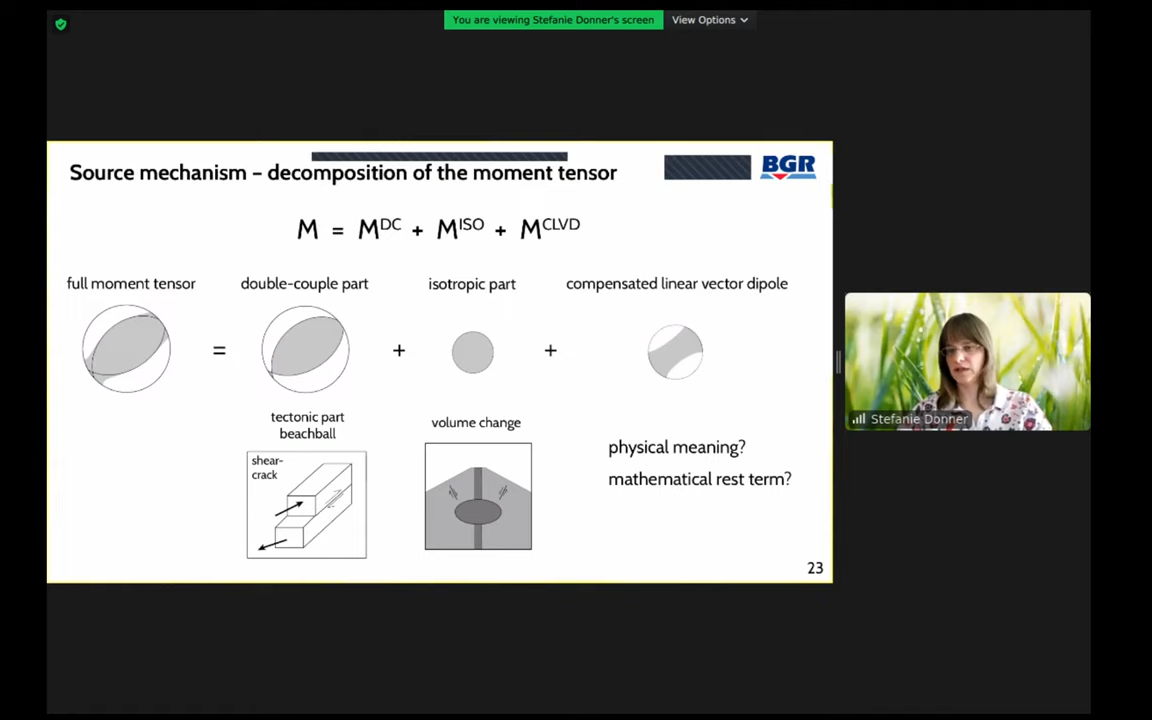 You are viewing Stefanie Donner's screen
View Options
Source mechanism – decomposition of the moment tensor
BGR
M = M^DC + M^ISO + M^CLVD
full moment tensor
double-couple part
isotropic part
compensated linear vector dipole
=
+
+
tectonic part
beachball
volume change
shear-
crack
physical meaning?
mathematical rest term?
23
Stefanie Donner